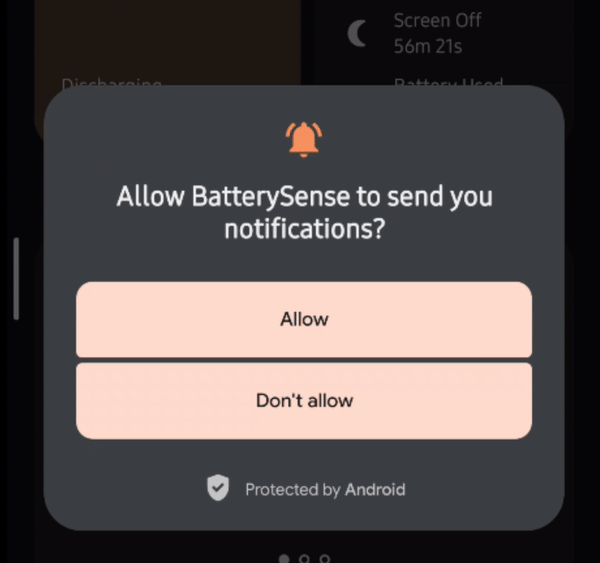 Screen Off
56m 21s
Discharging
Battery Used
Allow BatterySense to send you
notifications?
Allow
Don't allow
Protected by Android